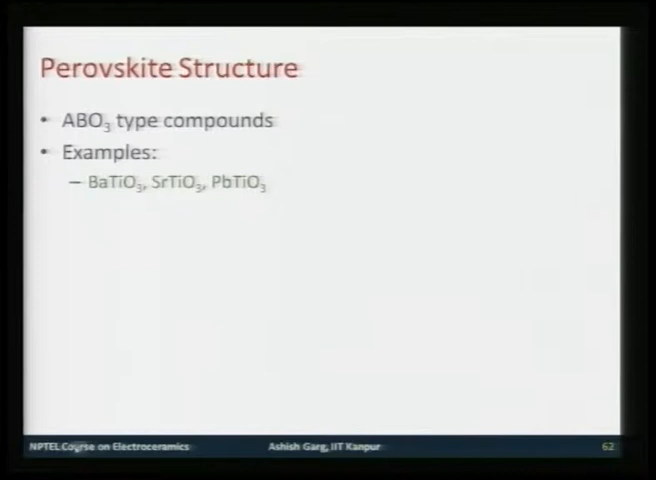 Perovskite Structure
• ABO₃ type compounds
• Examples:
– BaTiO₃, SrTiO₃, PbTiO₃
NPTEL Course on Electroceramics Ashish Garg, IIT Kanpur 62